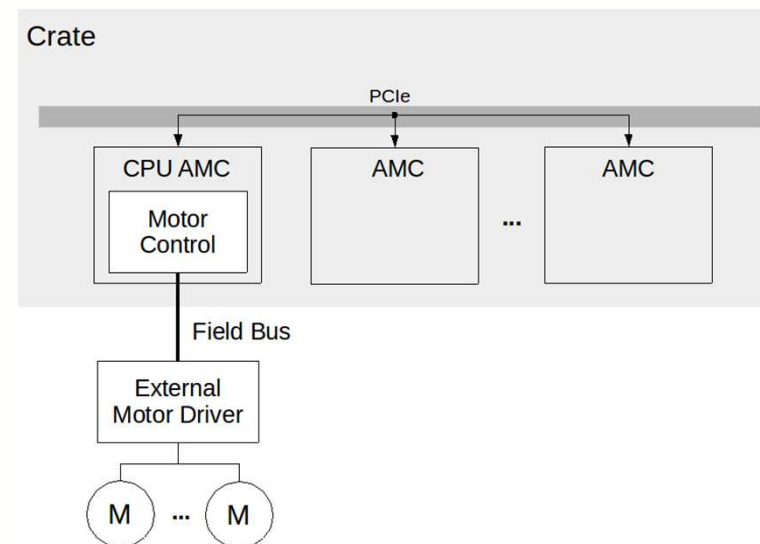 Crate
PCIe
CPU AMC
AMC
AMC
Motor
Control
...
Field Bus
External
Motor Driver
M ... M